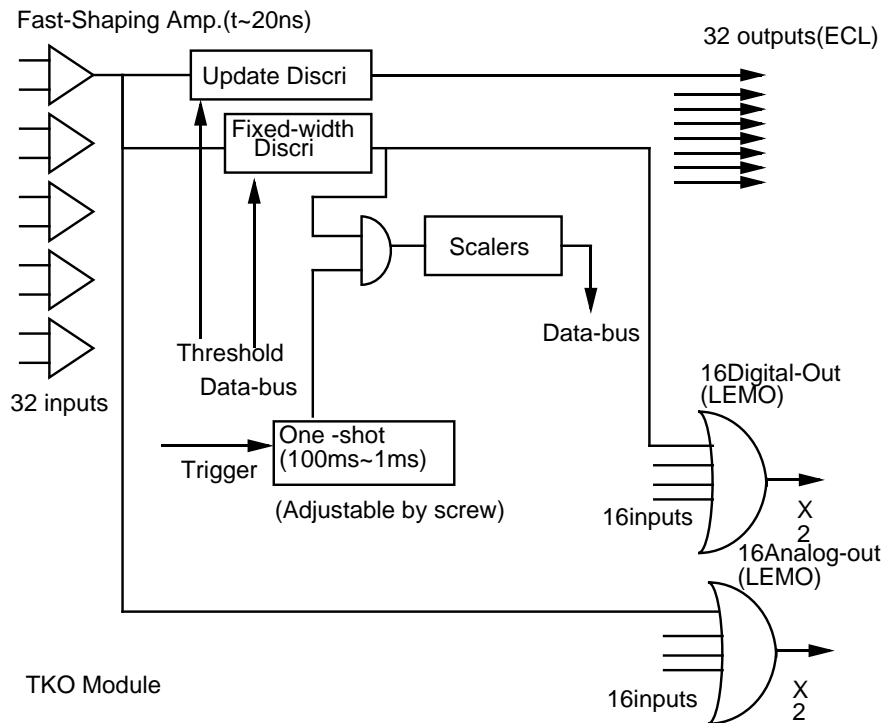 Fast-Shaping Amp.(t~20ns)
32 outputs(ECL)
Update Discri
Fixed-width
Discri
Scalers
Threshold
Data-bus
Data-bus
32 inputs
16Digital-Out
(LEMO)
One -shot
(100ms~1ms)
Trigger
(Adjustable by screw)
16inputs
X
2
16Analog-out
(LEMO)
TKO Module
16inputs
X
2